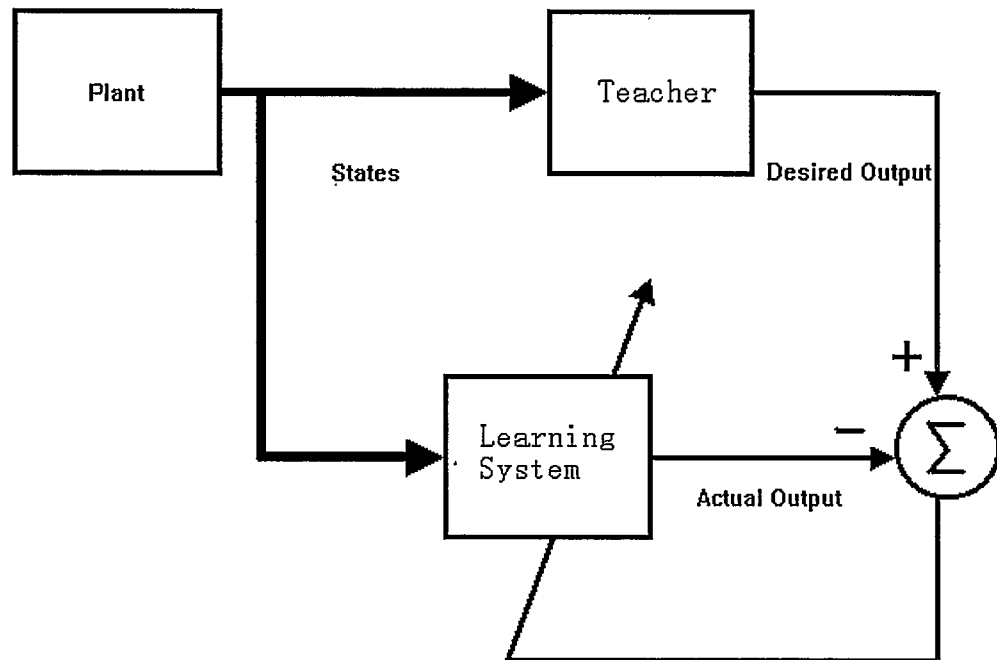 Plant
Teacher
States
Desired Output
+
Learning
System
−
Σ
Actual Output